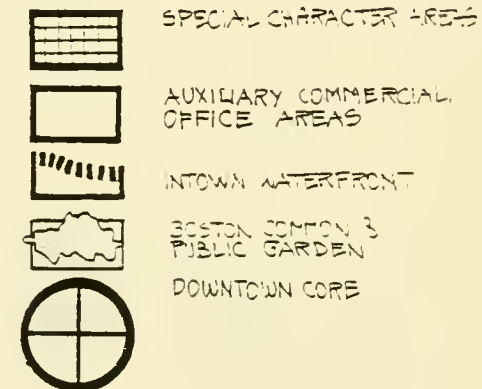 SPECIAL CHARACTER AREAS
AUXILIARY COMMERCIAL,
OFFICE AREAS
INTOWN WATERFRONT
BOSTON COMMON &
PUBLIC GARDEN
DOWNTOWN CORE